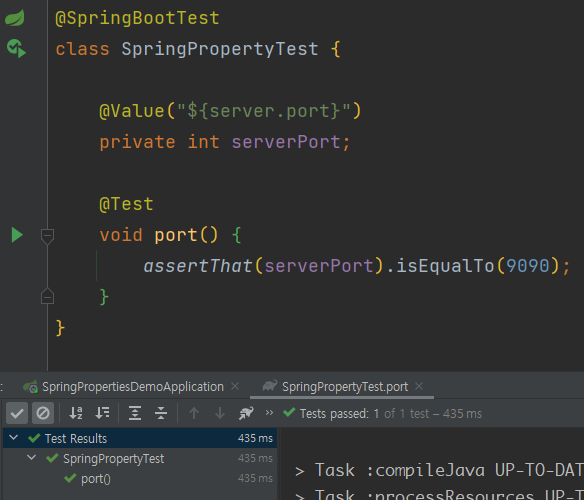 @SpringBootTest
class SpringPropertyTest {
@Value("${server.port}")
private int serverPort;
@Test
void port() {
assertThat(serverPort).isEqualTo(9090);
}
}
: SpringPropertiesDemoApplication × SpringPropertyTest.port ×
» Tests passed: 1 of 1 test – 435 ms
Test Results 435 ms
SpringPropertyTest 435 ms
port() 435 ms
> Task :compileJava UP-TO-DAT
> Task :processResources UP-T